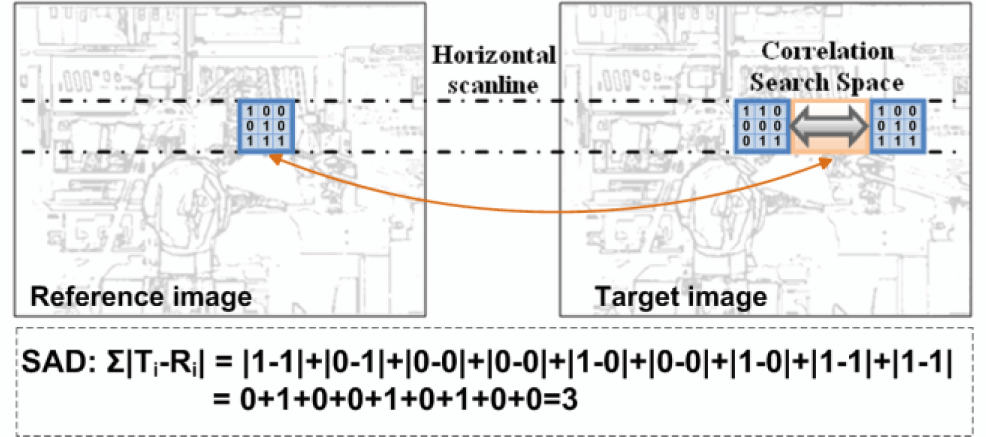 Horizontal
scanline
Correlation
Search Space
1 0 0
0 1 0
1 1 1
1 1 0
0 0 0
0 1 1
1 0 0
0 1 0
0 1 1
Reference image
Target image
SAD: Σ|Tᵢ-Rᵢ| = |1-1|+|0-1|+|0-0|+|0-0|+|1-0|+|0-0|+|1-0|+|1-1|+|1-1|
= 0+1+0+0+1+0+1+0+0=3